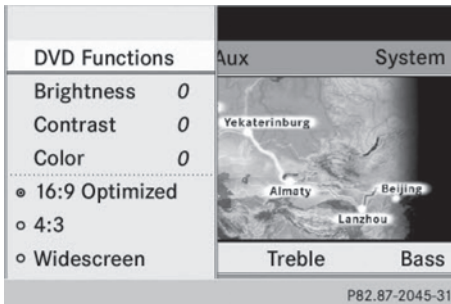 DVD Functions Aux System
Brightness 0
Contrast 0
Color 0
Yekaterinburg
16:9 Optimized
Almaty Beijing
4:3
Lanzhou
Widescreen Treble Bass
P82.87-2045-31